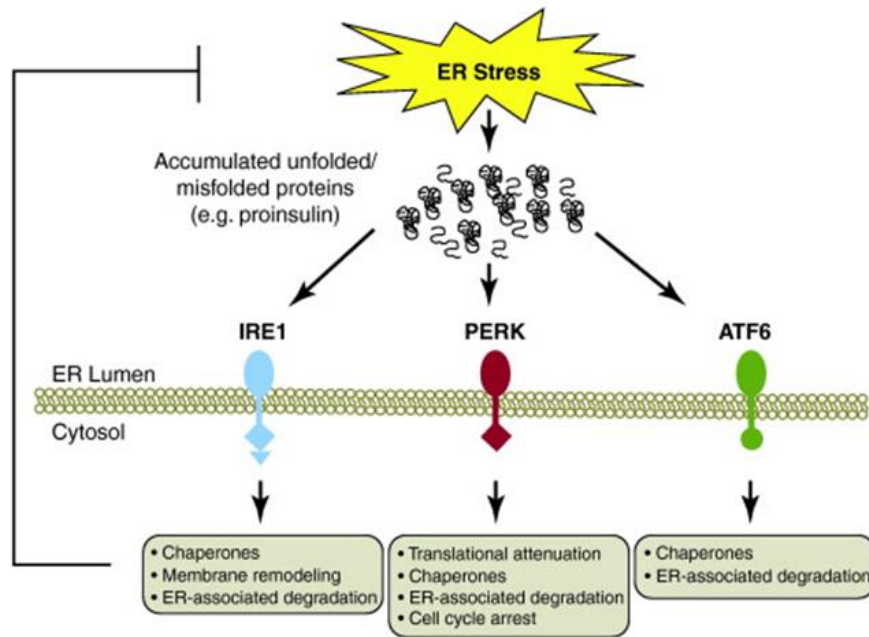 ER Stress
Accumulated unfolded/
misfolded proteins
(e.g. proinsulin)
IRE1
PERK
ATF6
ER Lumen
Cytosol
• Chaperones
• Membrane remodeling
• ER-associated degradation
• Translational attenuation
• Chaperones
• ER-associated degradation
• Cell cycle arrest
• Chaperones
• ER-associated degradation